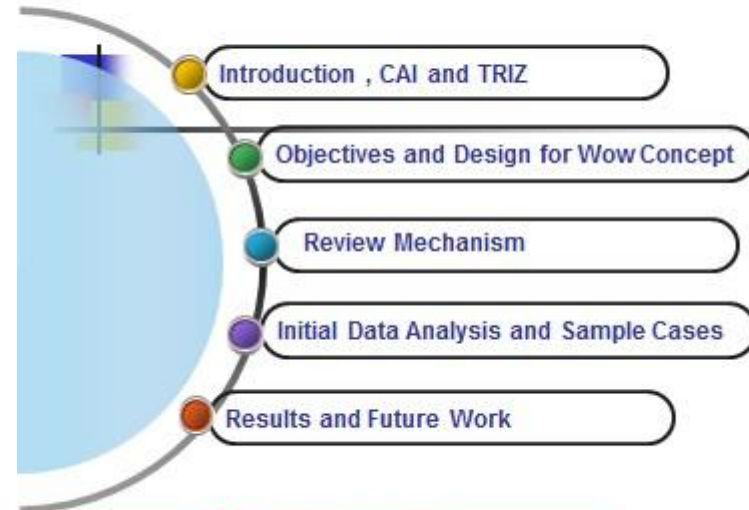 Introduction , CAI and TRIZ
Objectives and Design for Wow Concept
Review Mechanism
Initial Data Analysis and Sample Cases
Results and Future Work